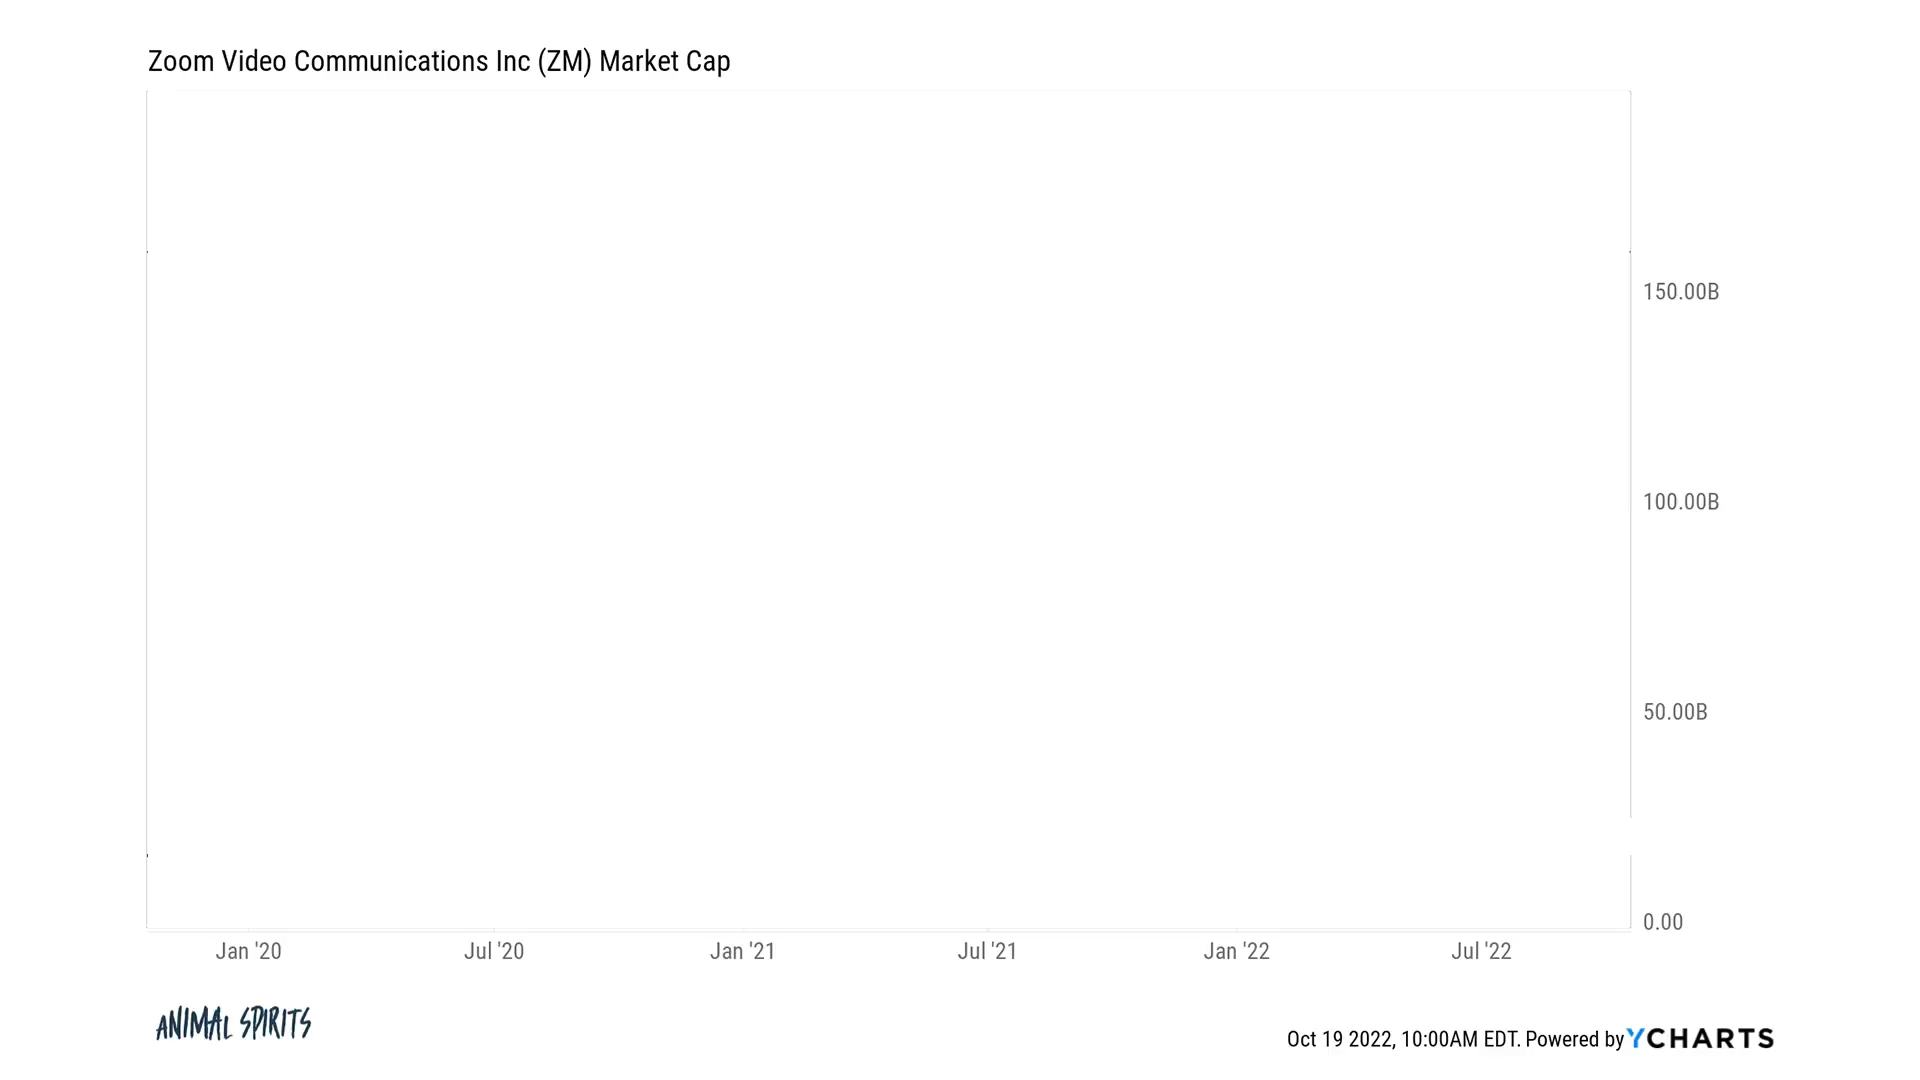 Zoom Video Communications Inc (ZM) Market Cap
150.00B
100.00B
50.00B
0.00
Jan '20 Jul '20 Jan '21 Jul '21 Jan '22 Jul '22
ANIMAL SPIRITS
Oct 19 2022, 10:00AM EDT. Powered by YCHARTS